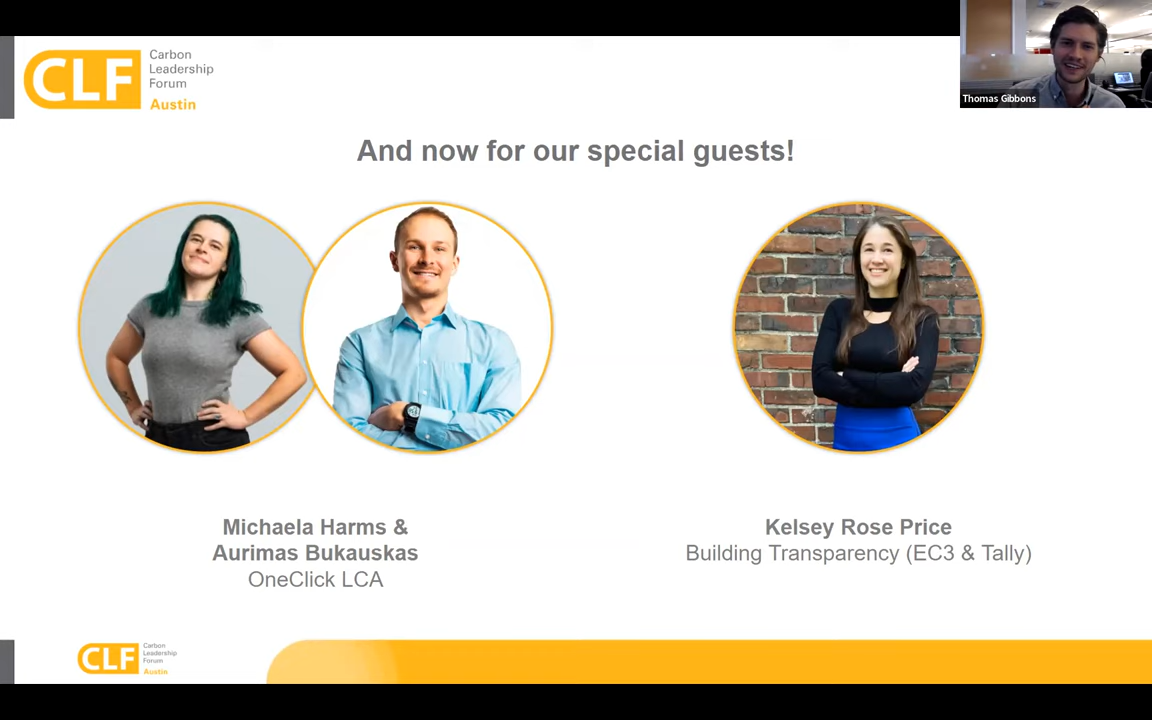 CLF
Carbon
Leadership
Forum
Austin
Thomas Gibbons
And now for our special guests!
Michaela Harms &
Aurimas Bukauskas
OneClick LCA
Kelsey Rose Price
Building Transparency (EC3 & Tally)
CLF
Carbon
Leadership
Forum
Austin